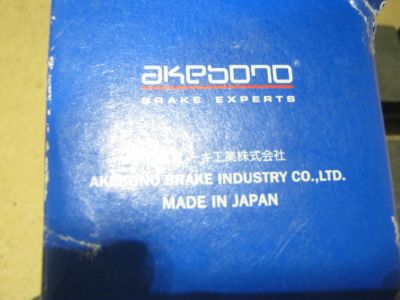 akebono®
BRAKE EXPERTS
キ工業株式会社
AKEBONO BRAKE INDUSTRY CO.,LTD.
MADE IN JAPAN